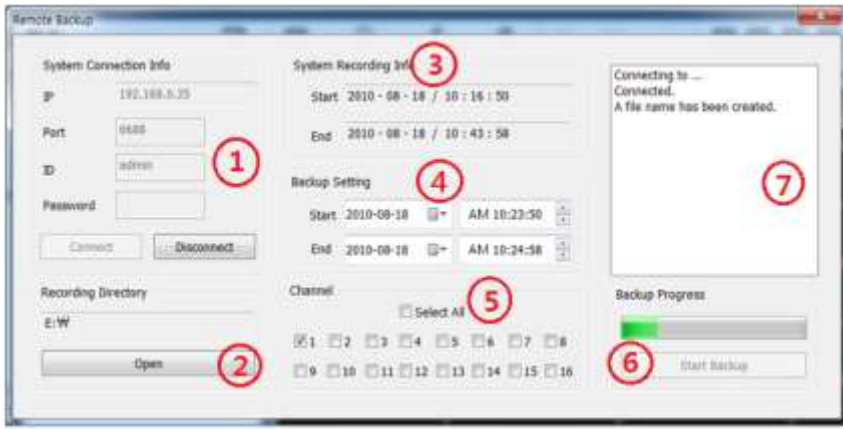 Remote Backup
System Connection Info
IP 192.168.0.35
Port 6688
ID admin
Password
Connect Disconnect
1
Recording Directory
E:₩
Open
2
System Recording Info
3
Start 2010 - 08 - 18 / 10 : 16 : 50
End 2010 - 08 - 18 / 10 : 43 : 58
Backup Setting
4
Start 2010-08-18 AM 10:23:50
End 2010-08-18 AM 10:24:58
Channel
5
Select All
1 2 3 4 5 6 7 8
9 10 11 12 13 14 15 16
Connecting to ...
Connected.
A file name has been created.
7
Backup Progress
6
Start Backup